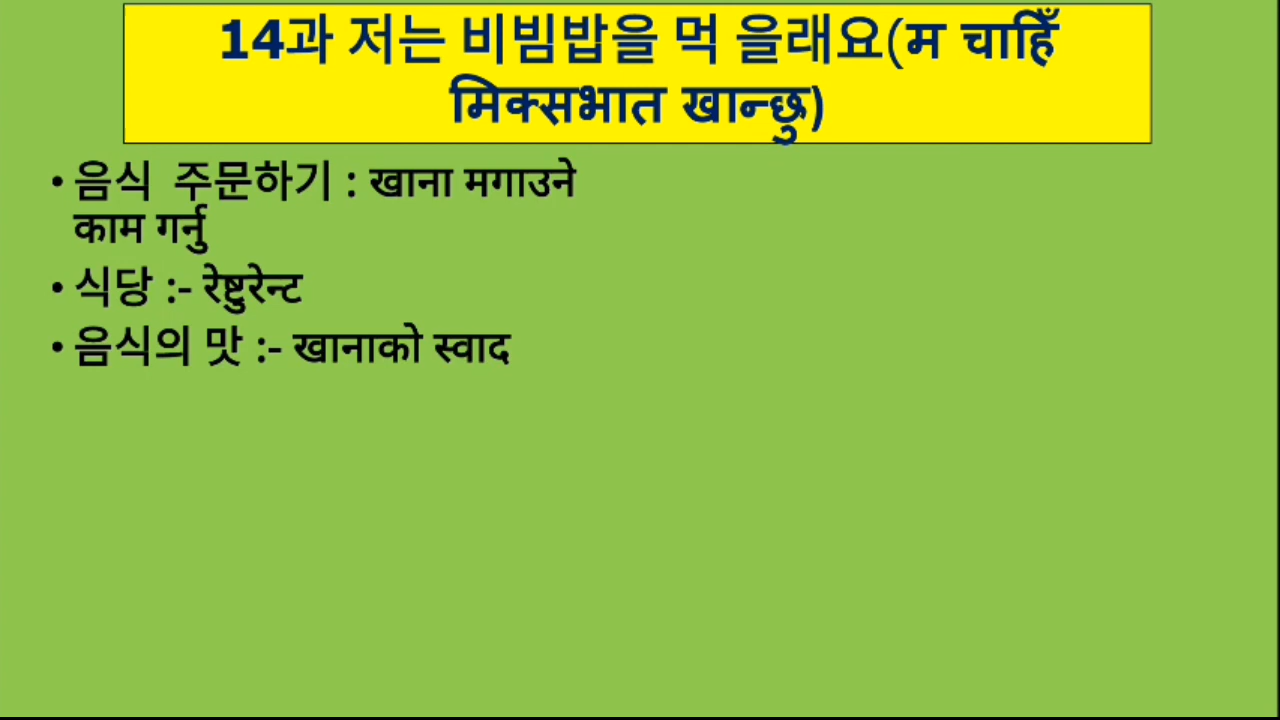 14과 저는 비빔밥을 먹 을래요(म चाहिँ
मिक्सभात खान्छु)
• 음식 주문하기 : खाना मगाउने
काम गर्नु
• 식당 :- रेष्टुरेन्ट
• 음식의 맛 :- खानाको स्वाद